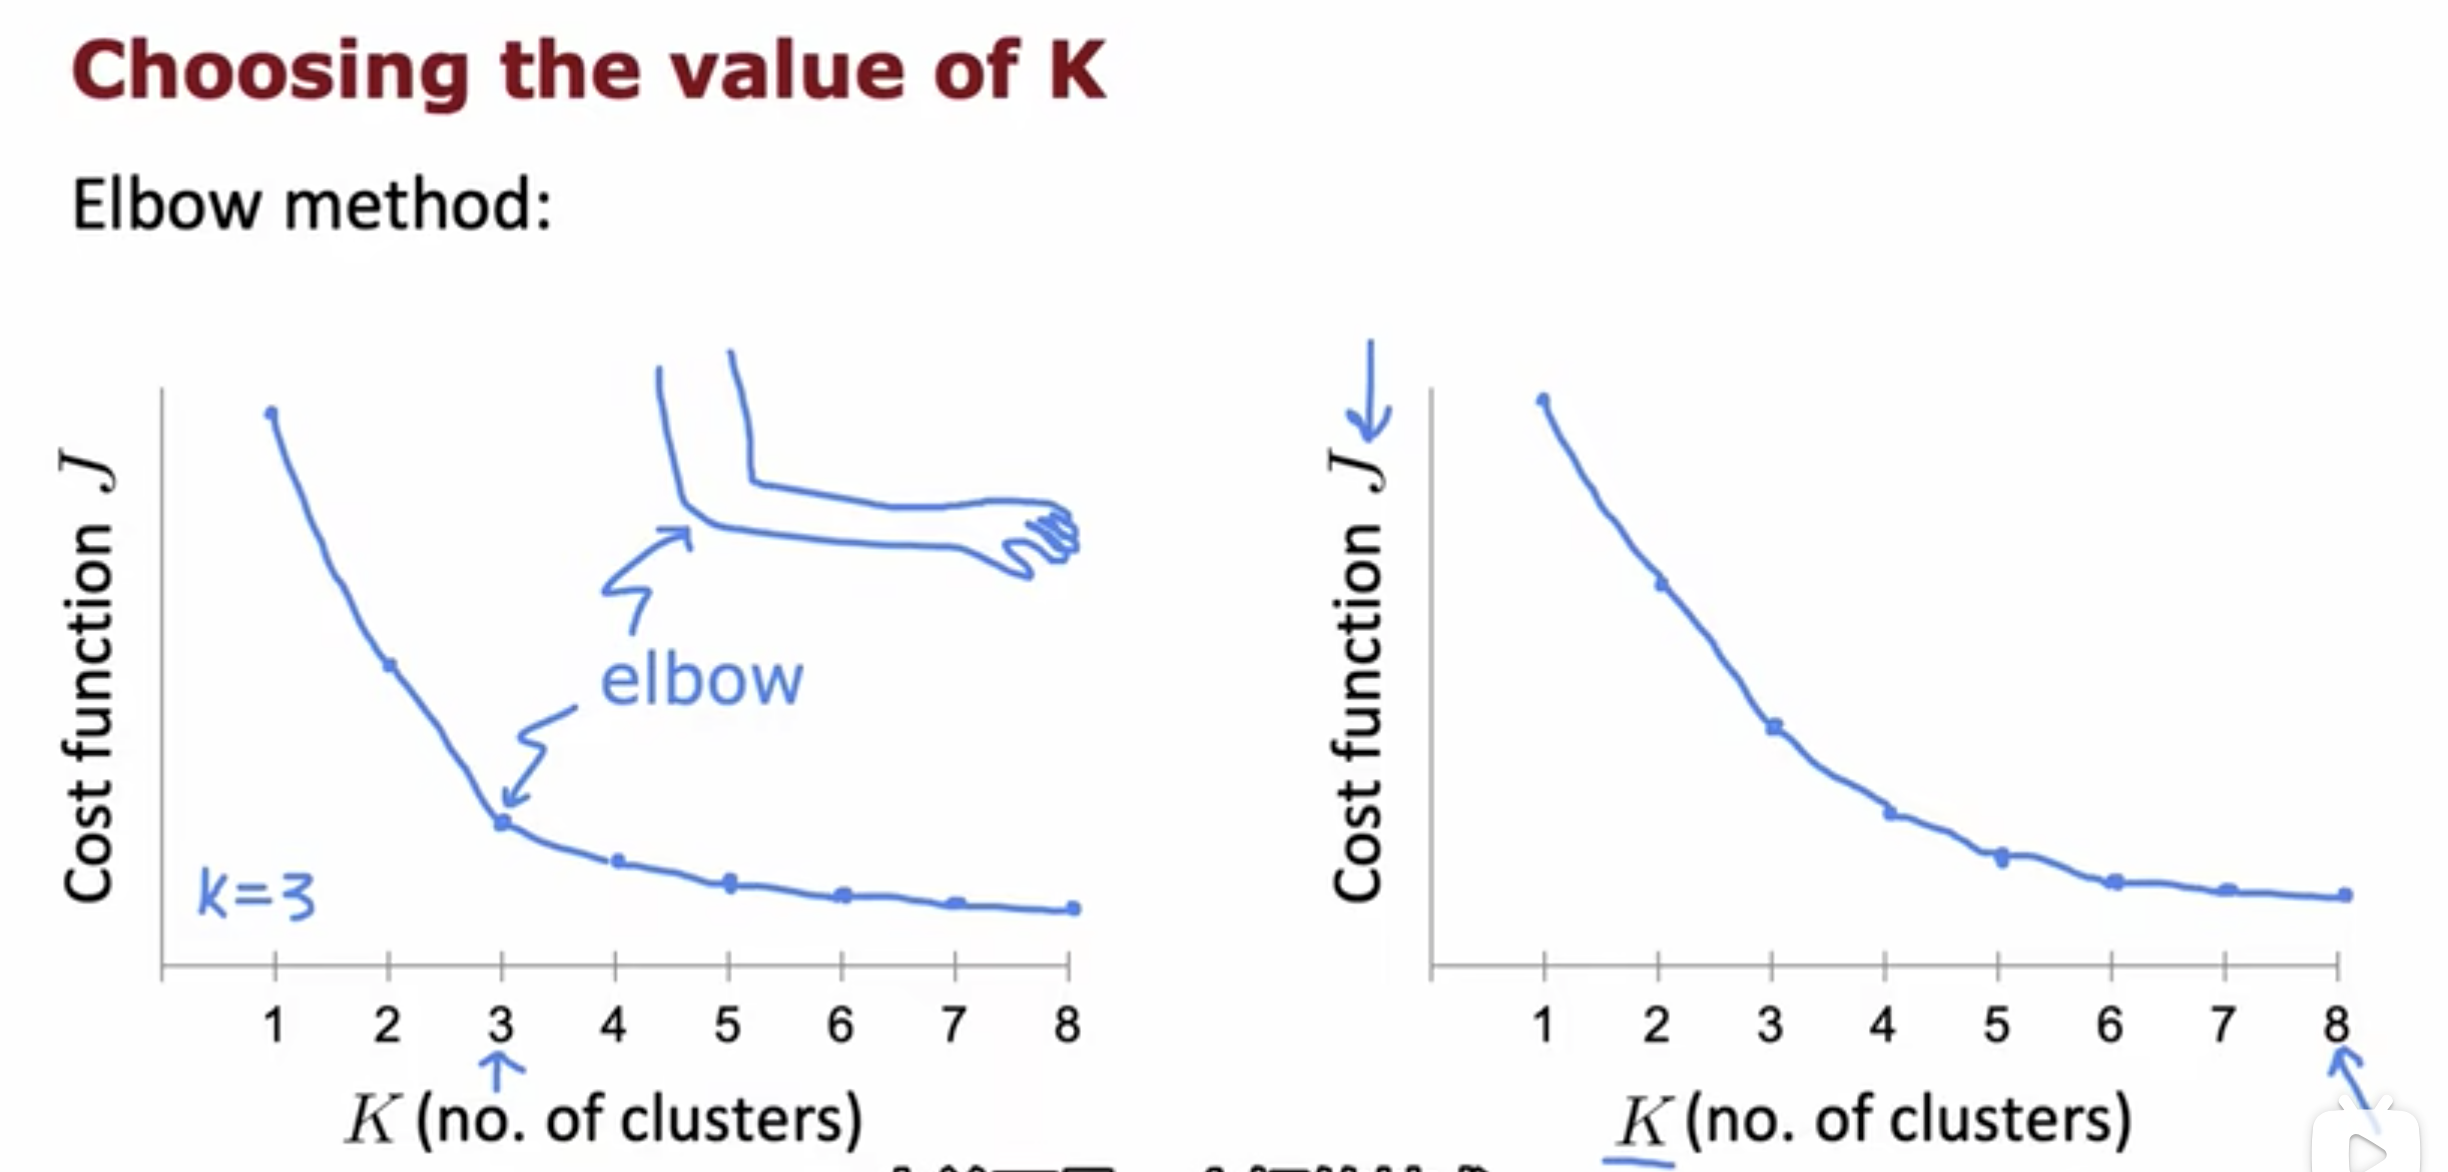 Choosing the value of K
Elbow method:
Cost function J
elbow
k=3
1 2 3 4 5 6 7 8
K (no. of clusters)
Cost function J
1 2 3 4 5 6 7 8
K (no. of clusters)